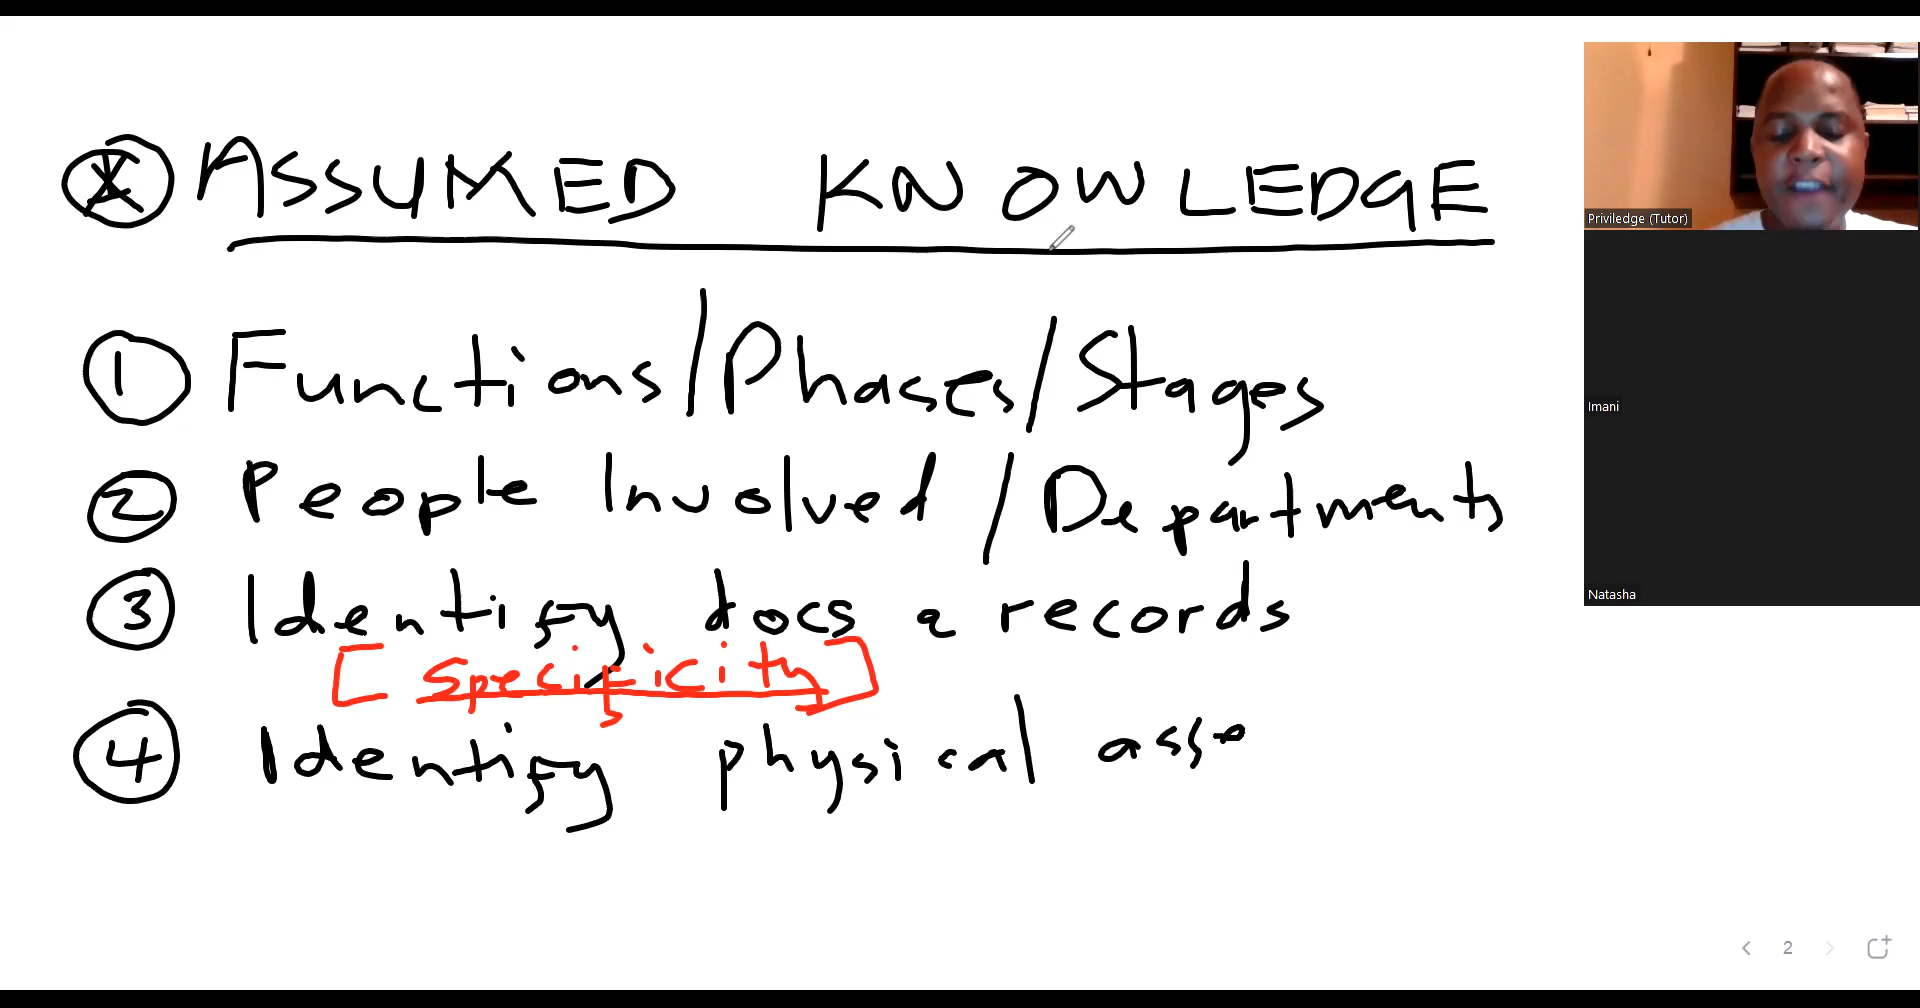 ASSUMED KNOWLEDGE
1 Functions/Phases/Stages
2 People Involved/Departments
3 Identify docs & records
[Specificity]
4 Identify physical asse
Priviledge (Tutor)
Imani
Natasha
2